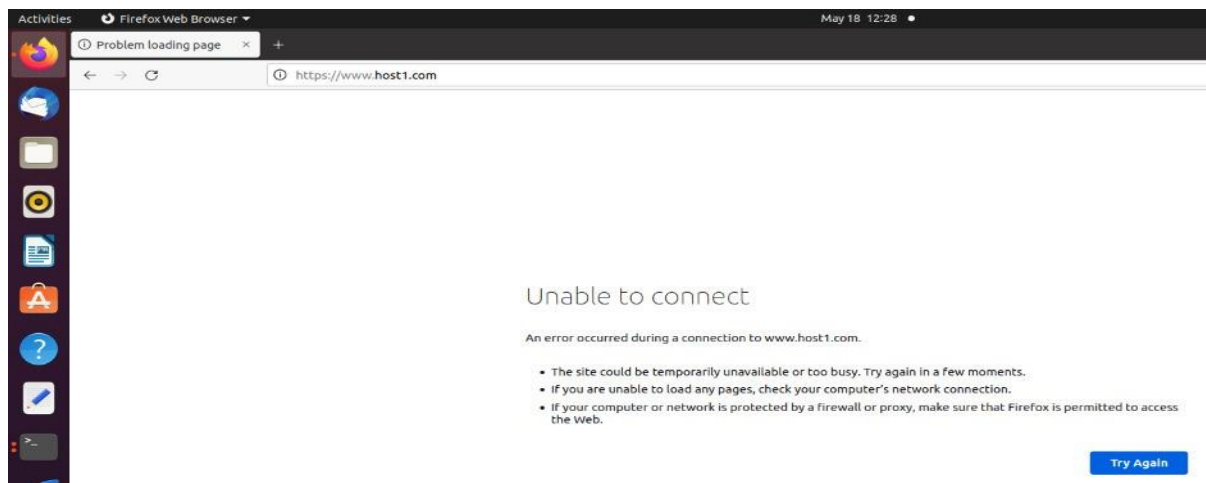 Activities Firefox Web Browser May 18 12:28
Problem loading page × +
https://www.host1.com
Unable to connect
An error occurred during a connection to www.host1.com.
• The site could be temporarily unavailable or too busy. Try again in a few moments.
• If you are unable to load any pages, check your computer's network connection.
• If your computer or network is protected by a firewall or proxy, make sure that Firefox is permitted to access
the Web.
Try Again